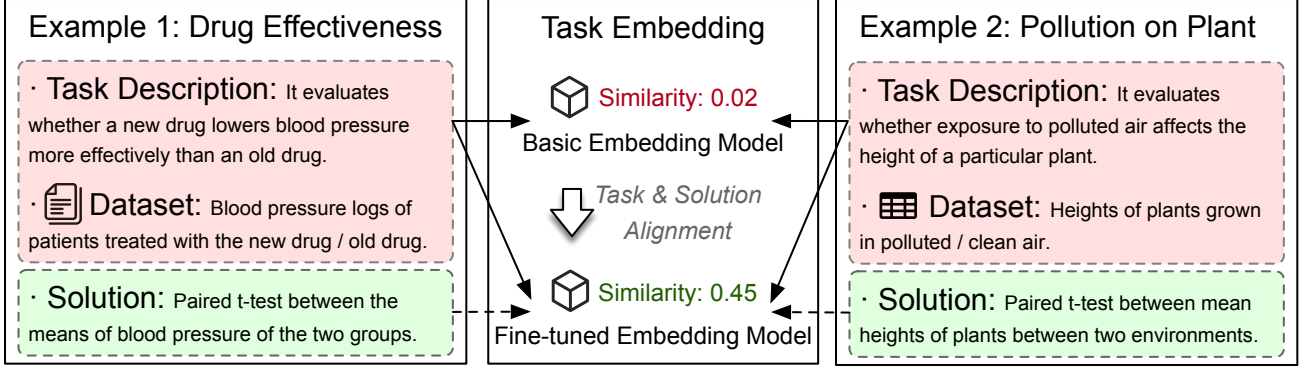 Example 1: Drug Effectiveness
· Task Description: It evaluates
whether a new drug lowers blood pressure
more effectively than an old drug.
· Dataset: Blood pressure logs of
patients treated with the new drug / old drug.
· Solution: Paired t-test between the
means of blood pressure of the two groups.
Task Embedding
Similarity: 0.02
Basic Embedding Model
Task & Solution
Alignment
Similarity: 0.45
Fine-tuned Embedding Model
Example 2: Pollution on Plant
· Task Description: It evaluates
whether exposure to polluted air affects the
height of a particular plant.
· Dataset: Heights of plants grown
in polluted / clean air.
· Solution: Paired t-test between mean
heights of plants between two environments.